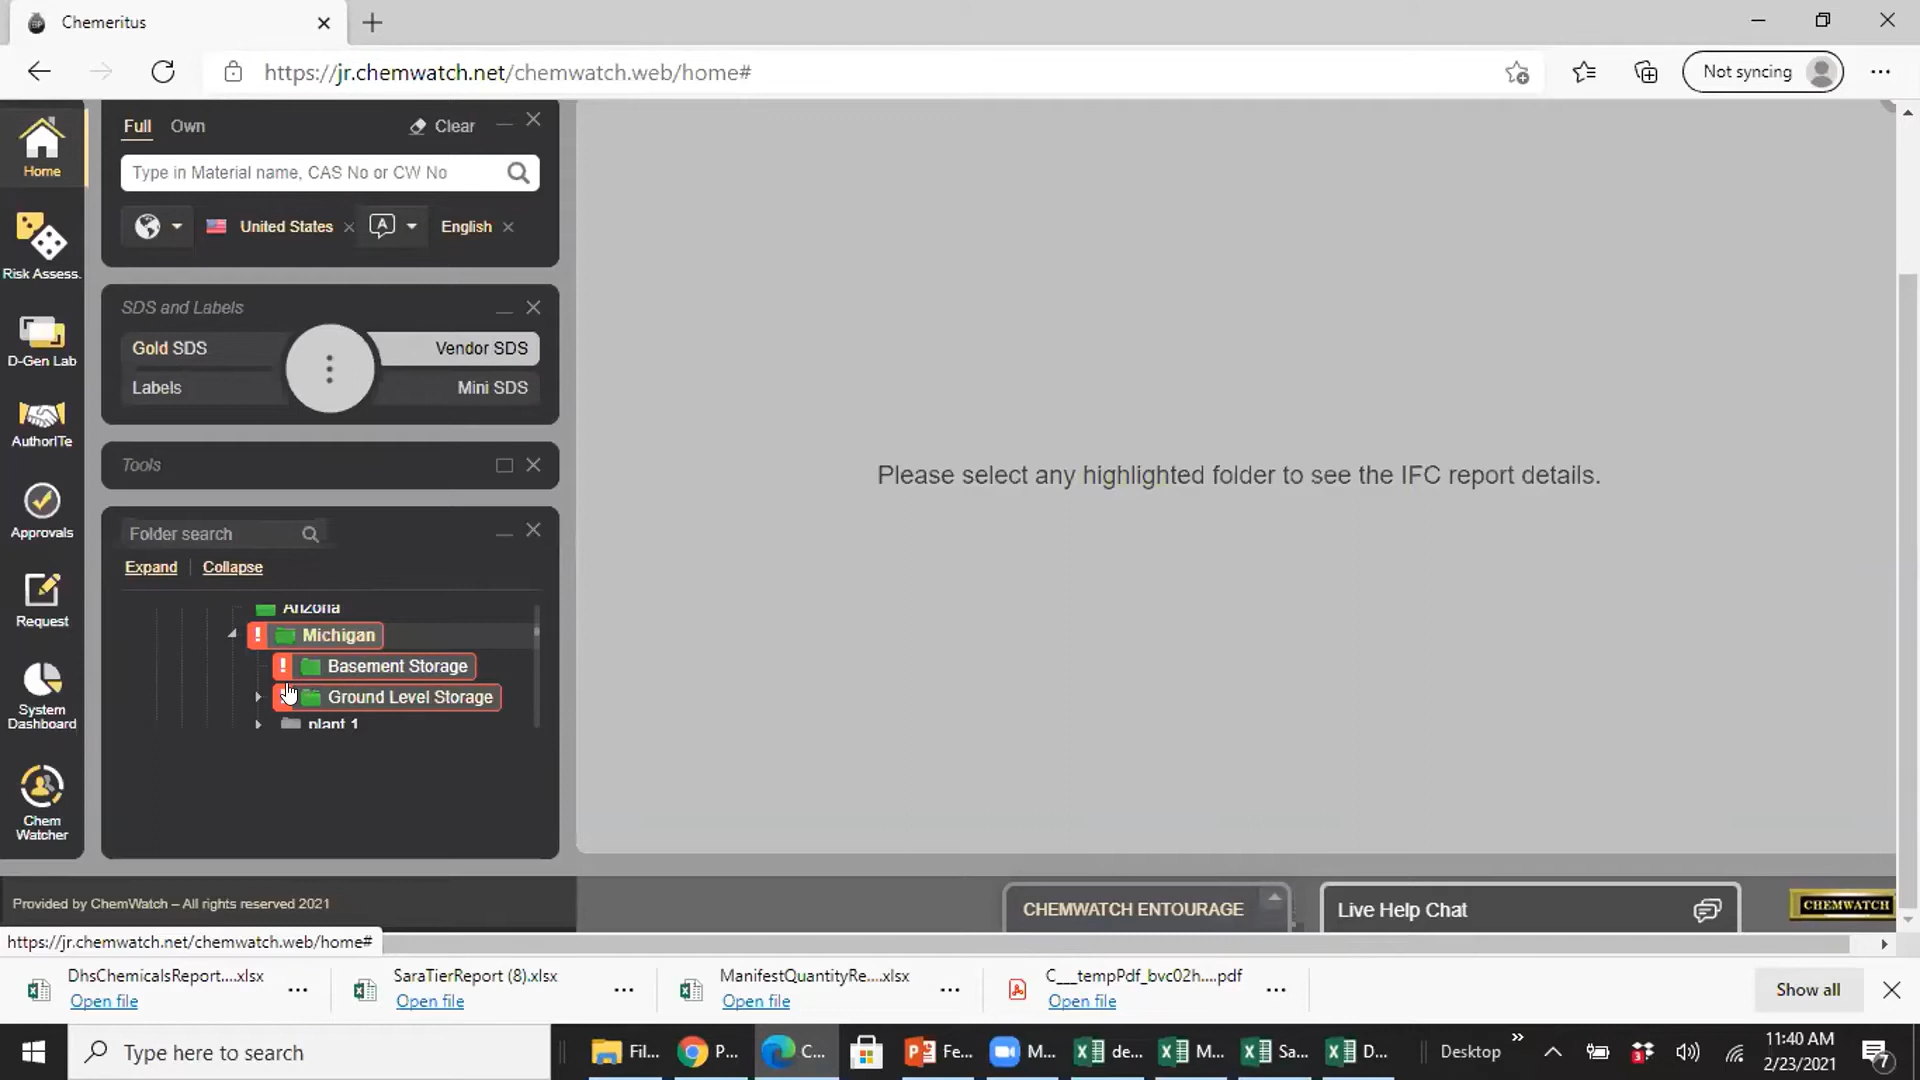 Chemeritus
https://jr.chemwatch.net/chemwatch.web/home#
Not syncing
Home
Risk Assess.
D-Gen Lab
AuthorITe
Approvals
Request
System
Dashboard
Chem
Watcher
Full Own Clear
Type in Material name, CAS No or CW No
United States English
SDS and Labels
Gold SDS Vendor SDS
Labels Mini SDS
Tools
Folder search
Expand Collapse
Arizona
! Michigan
! Basement Storage
Ground Level Storage
plant 1
Please select any highlighted folder to see the IFC report details.
Provided by ChemWatch – All rights reserved 2021
CHEMWATCH ENTOURAGE
Live Help Chat
CHEMWATCH
https://jr.chemwatch.net/chemwatch.web/home#
DhsChemicalsReport....xlsx
Open file
SaraTierReport (8).xlsx
Open file
ManifestQuantityRe....xlsx
Open file
C___tempPdf_bvc02h....pdf
Open file
Show all
Type here to search
Fil...
P...
C...
Fe...
M...
de...
M...
Sa...
D...
Desktop
11:40 AM
2/23/2021
7